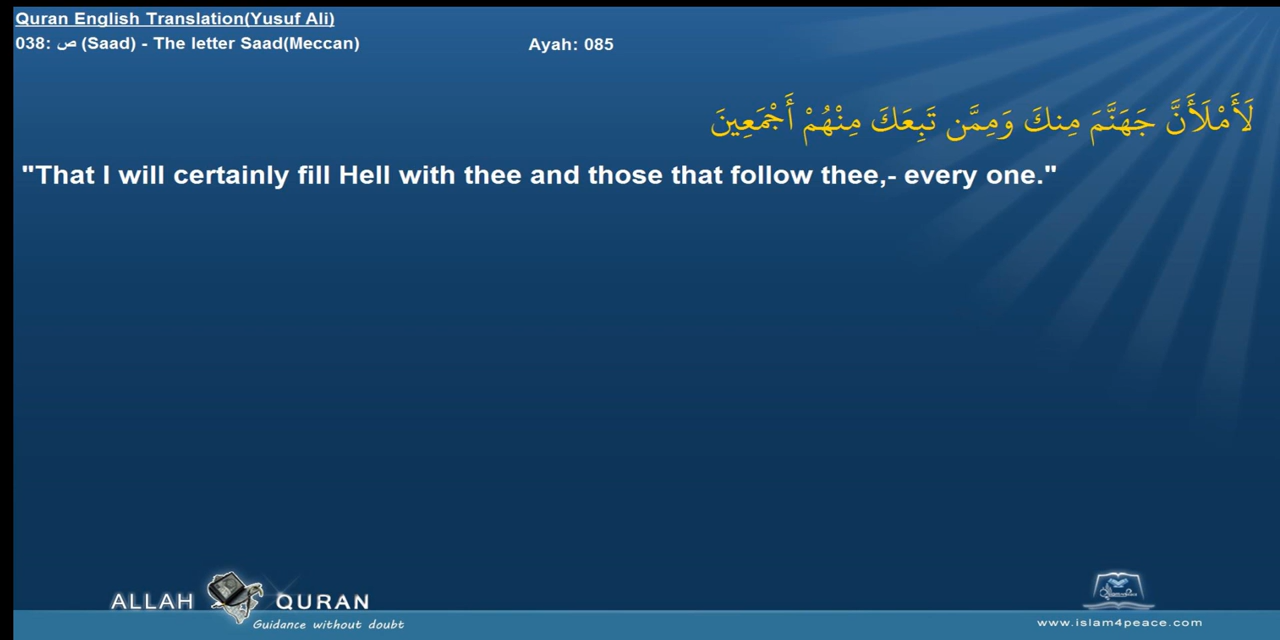 Quran English Translation(Yusuf Ali)
038: ص (Saad) - The letter Saad(Meccan) Ayah: 085
لَأَمْلَأَنَّ جَهَنَّمَ مِنكَ وَمِمَّن تَبِعَكَ مِنْهُمْ أَجْمَعِينَ
"That I will certainly fill Hell with thee and those that follow thee,- every one."
ALLAH QURAN
Guidance without doubt
www.islam4peace.com